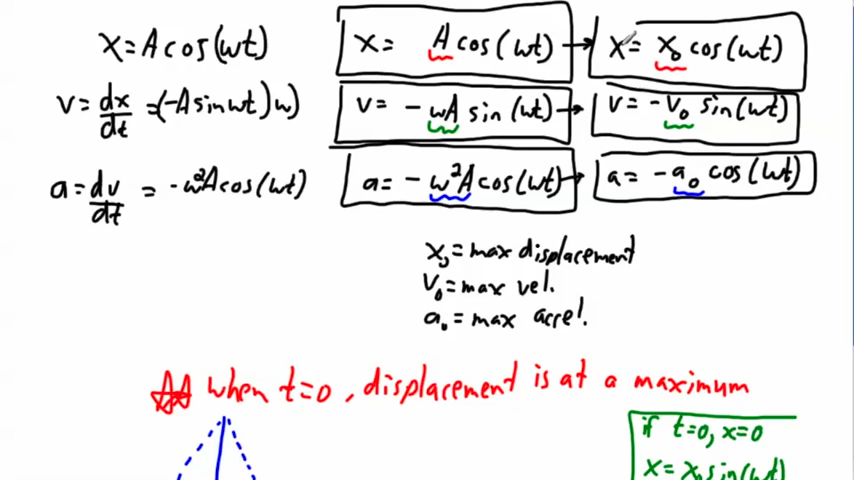 x = A cos(wt)
v = dx/dt = (-A sin wt) w)
a = dv/dt = -w²A cos(wt)
x = A cos(wt) → x = x₀ cos(wt)
v = -wA sin(wt) → v = -v₀ sin(wt)
a = -w²A cos(wt) → a = -a₀ cos(wt)
x₀ = max displacement
v₀ = max vel.
a₀ = max accel.
when t=0, displacement is at a maximum
if t=0, x=0
x = x₀ sin(wt)